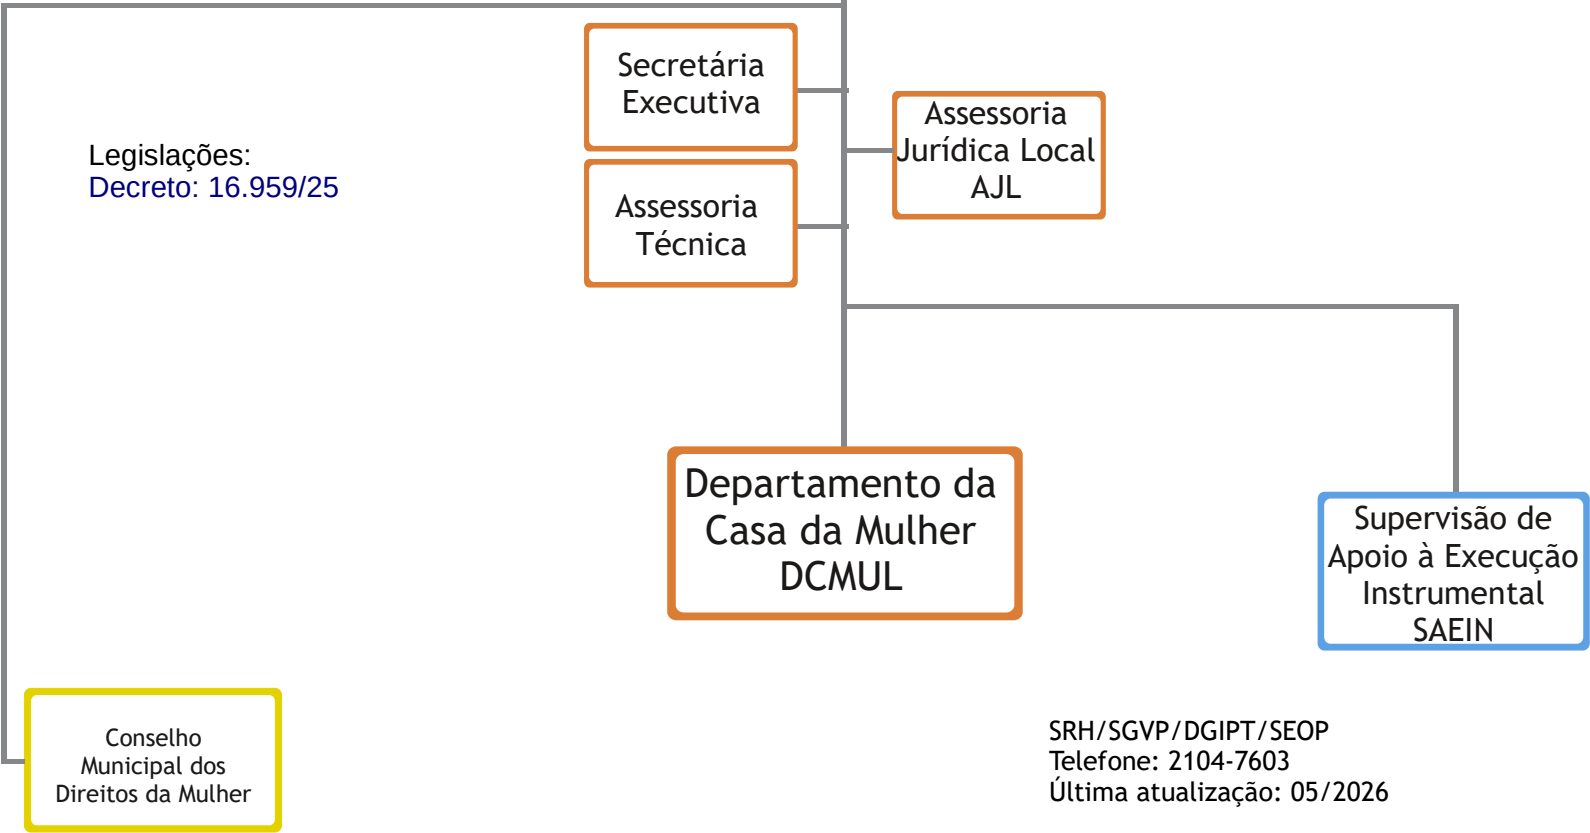 Secretária
Executiva
Assessoria
Jurídica Local
AJL
Legislações:
Decreto: 16.959/25
Assessoria
Técnica
Departamento da
Casa da Mulher
DCMUL
Supervisão de
Apoio à Execução
Instrumental
SAEIN
Conselho
Municipal dos
Direitos da Mulher
SRH/SGVP/DGIPT/SEOP
Telefone: 2104-7603
Última atualização: 05/2026